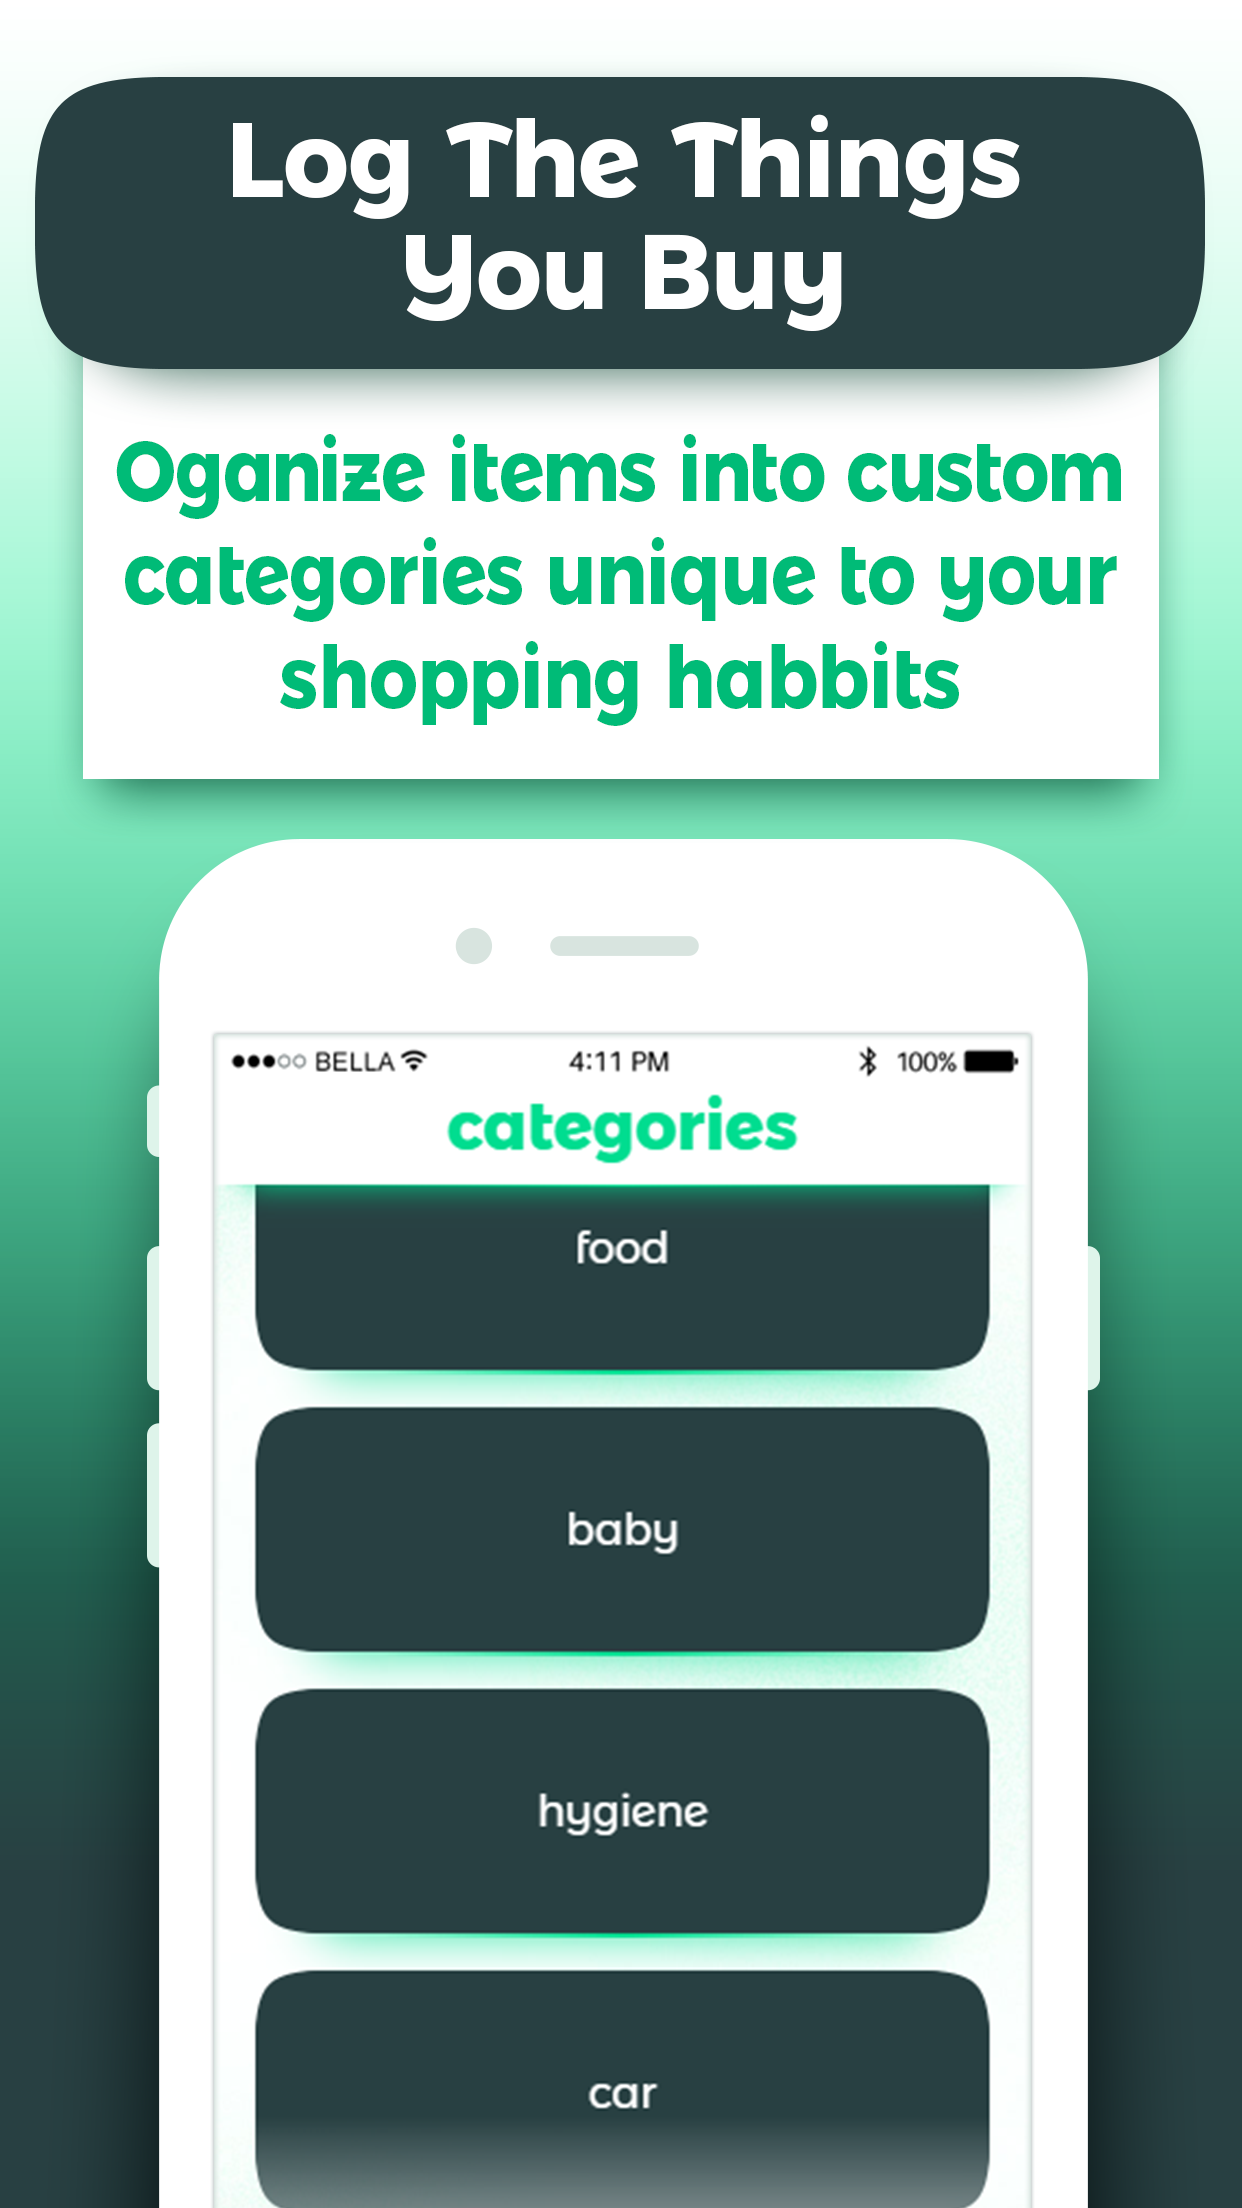 Log The Things
You Buy
Oganize items into custom
categories unique to your
shopping habbits
BELLA 4:11 PM 100%
categories
food
baby
hygiene
car